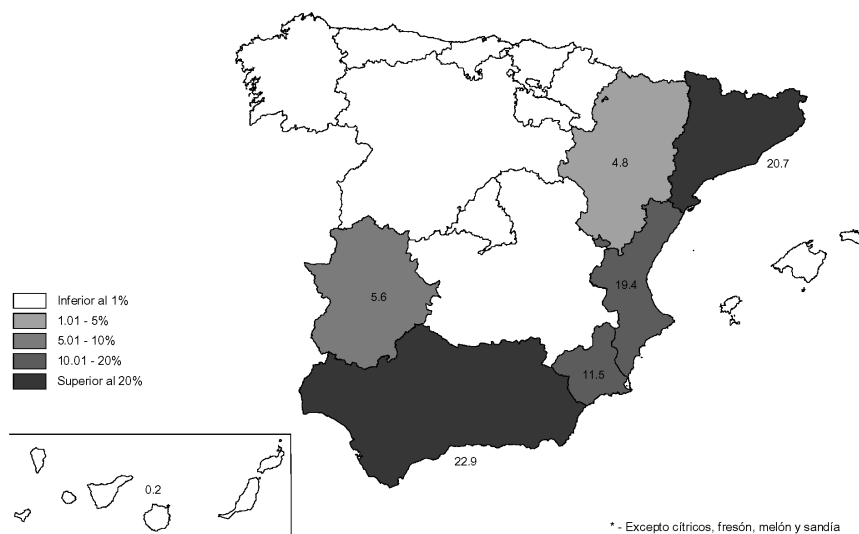 4.8
20.7
19.4
5.6
11.5
22.9
Inferior al 1%
1.01 - 5%
5.01 - 10%
10.01 - 20%
Superior al 20%
0.2
* - Excepto cítricos, fresón, melón y sandía